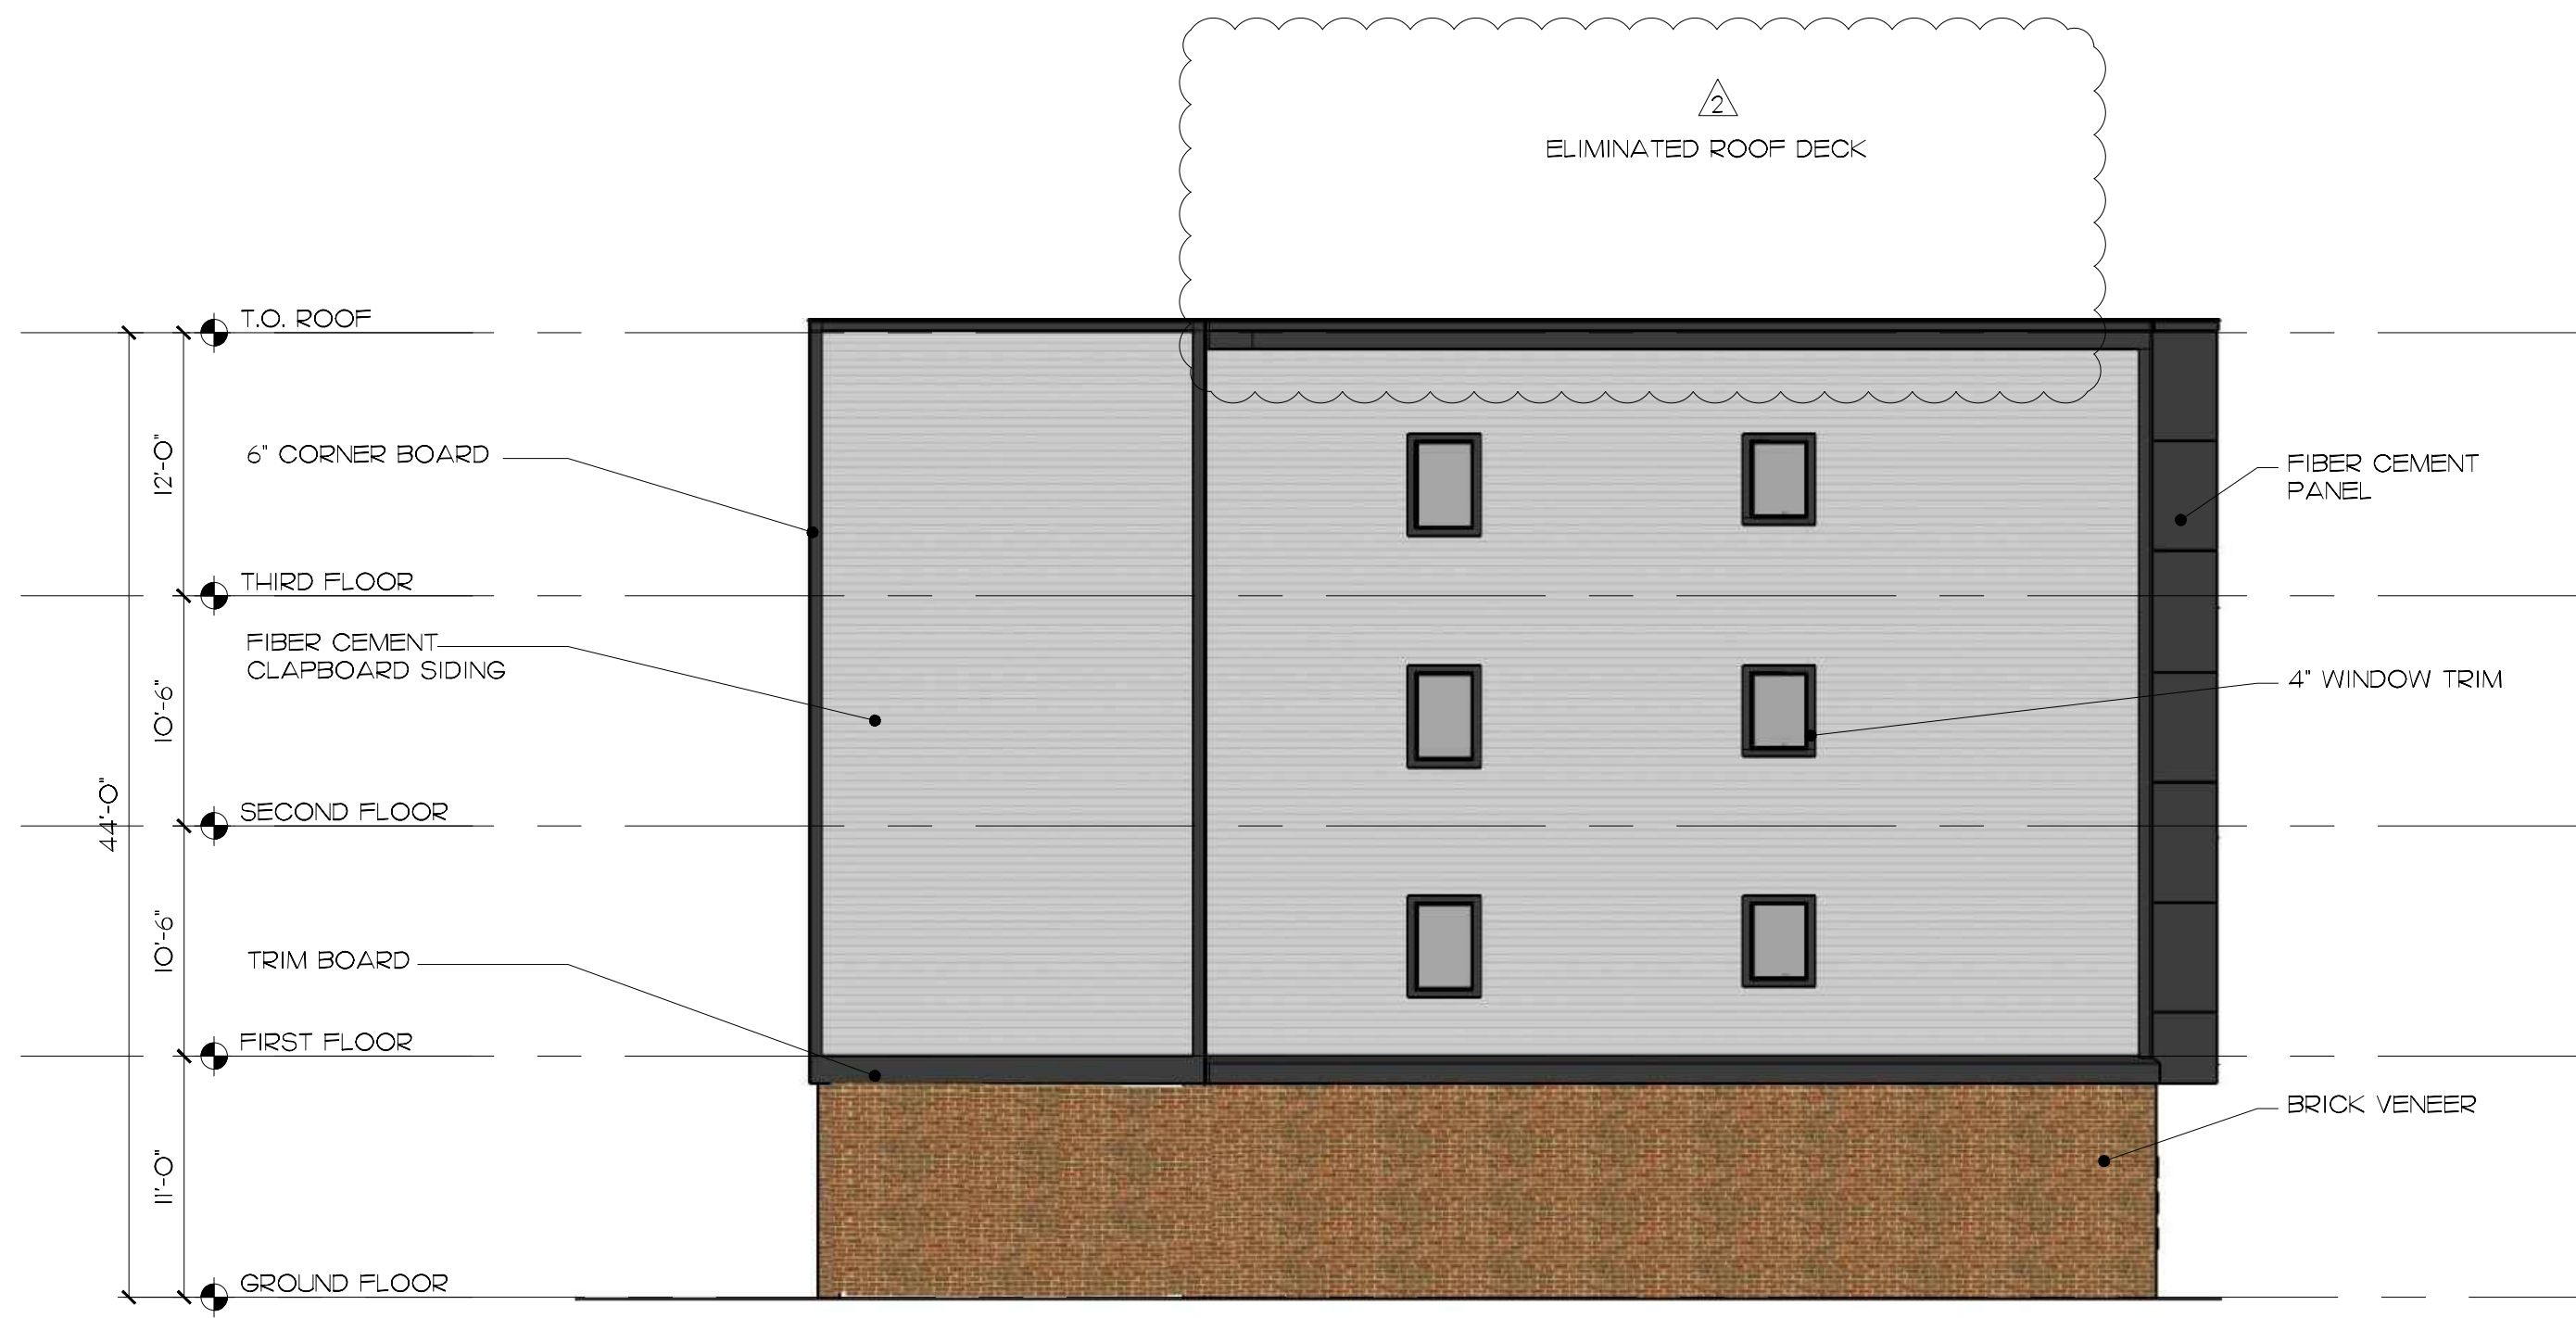 2
ELIMINATED ROOF DECK
T.O. ROOF
12'-0"
6" CORNER BOARD
FIBER CEMENT
PANEL
THIRD FLOOR
FIBER CEMENT
CLAPBOARD SIDING
10'-6"
4" WINDOW TRIM
44'-0"
SECOND FLOOR
10'-6"
TRIM BOARD
FIRST FLOOR
BRICK VENEER
11'-0"
GROUND FLOOR